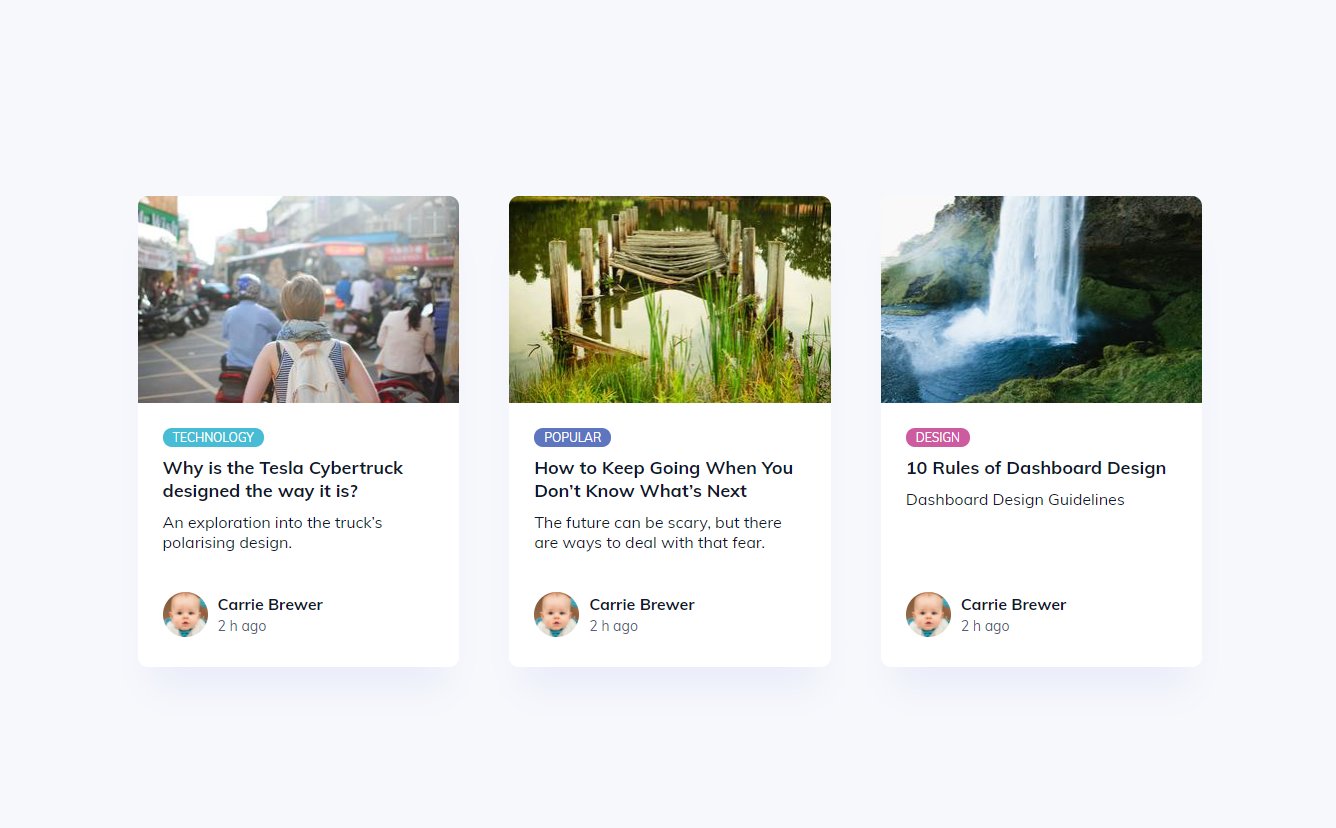 TECHNOLOGY
Why is the Tesla Cybertruck
designed the way it is?
An exploration into the truck’s
polarising design.
Carrie Brewer
2 h ago
POPULAR
How to Keep Going When You
Don’t Know What’s Next
The future can be scary, but there
are ways to deal with that fear.
Carrie Brewer
2 h ago
DESIGN
10 Rules of Dashboard Design
Dashboard Design Guidelines
Carrie Brewer
2 h ago